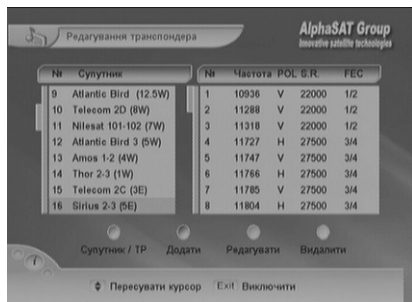 Редагування транспондера
AlphaSAT Group
Innovative satellite technologies
№ Супутник
№ Частота POL S.R. FEC
9 Atlantic Bird (12.5W)
10 Telecom 2D (8W)
11 Nilesat 101-102 (7W)
12 Atlantic Bird 3 (5W)
13 Amos 1-2 (4W)
14 Thor 2-3 (1W)
15 Telecom 2C (3E)
16 Sirius 2-3 (5E)
1 10936 V 22000 1/2
2 11288 V 22000 1/2
3 11318 V 22000 1/2
4 11727 H 27500 3/4
5 11747 V 27500 3/4
6 11766 H 27500 3/4
7 11785 V 27500 3/4
8 11804 H 27500 3/4
Супутник / TP Додати Редагувати Видалити
Пересувати курсор Exit Виключити